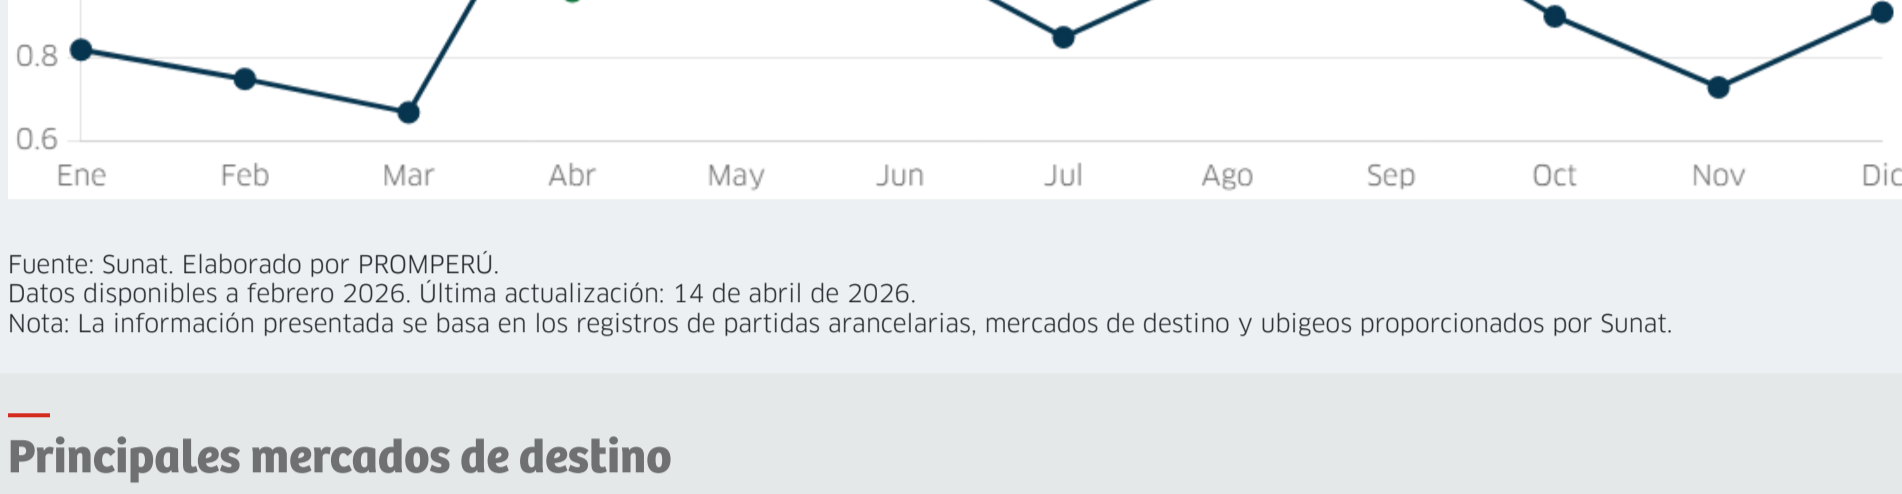 0.8
0.6
Ene Feb Mar Abr May Jun Jul Ago Sep Oct Nov Dic
Fuente: Sunat. Elaborado por PROMPERÚ.
Datos disponibles a febrero 2026. Última actualización: 14 de abril de 2026.
Nota: La información presentada se basa en los registros de partidas arancelarias, mercados de destino y ubigeos proporcionados por Sunat.
Principales mercados de destino